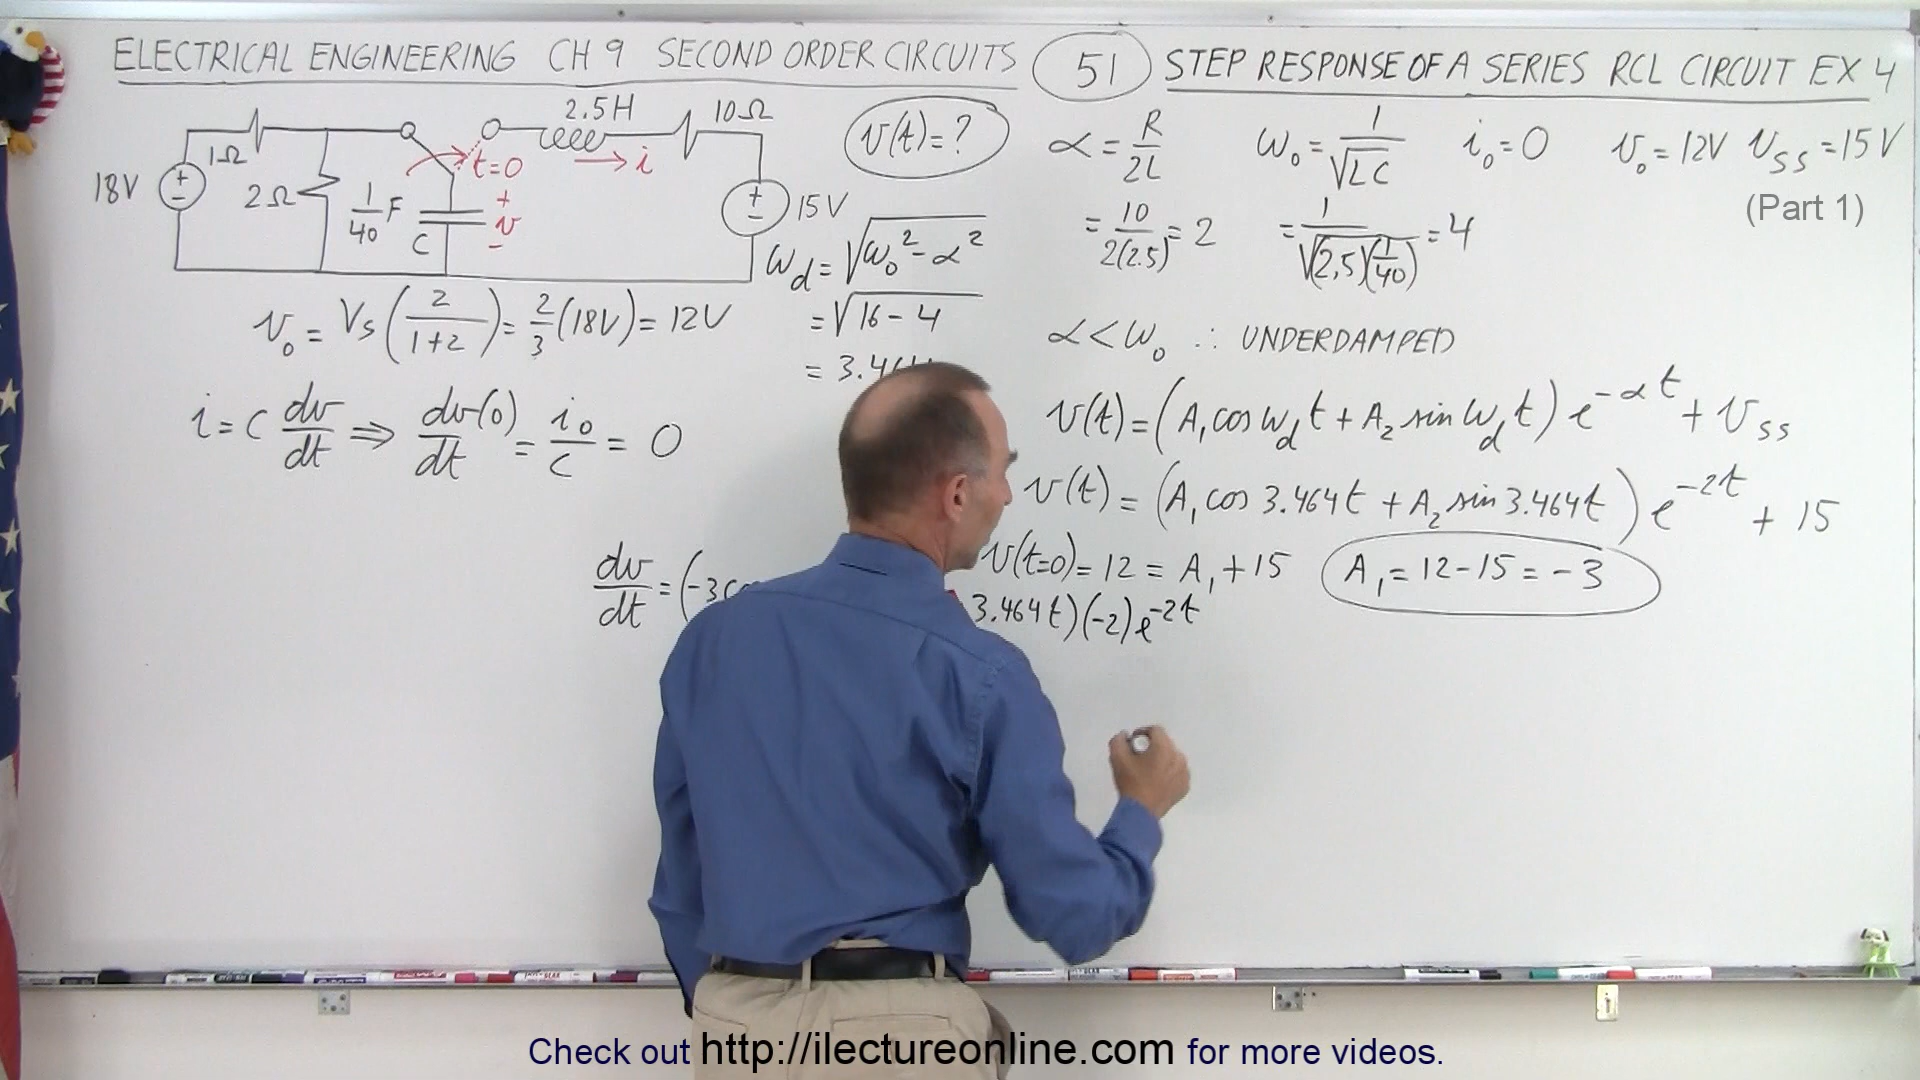 ELECTRICAL ENGINEERING CH 9 SECOND ORDER CIRCUITS 51 STEP RESPONSE OF A SERIES RCL CIRCUIT EX 4
18V
1Ω
2Ω
1/40 F
C
t=0
+
v
-
2.5H
i
10Ω
15V
v(t)=?
α = R/2L
= 10/2(2.5) = 2
ω₀ = 1/√LC
= 1/√(2.5)(1/40) = 4
i₀=0
v₀=12V
vss=15V
(Part 1)
v₀ = Vs(2/1+2) = 2/3(18V) = 12V
ωd = √ω₀²-α²
= √16-4
α<ω₀ ∴ UNDERDAMPED
i = C dv/dt ⇒ dv(0)/dt = i₀/C = 0
v(t) = (A₁ cos ωd t + A₂ sin ωd t) e^-αt + vss
v(t) = (A₁ cos 3.464t + A₂ sin 3.464t) e^-2t + 15
v(t=0) = 12 = A₁ + 15
A₁ = 12-15 = -3
dv/dt = (-3
3.464t)(-2)e^-2t
Check out http://ilectureonline.com for more videos.